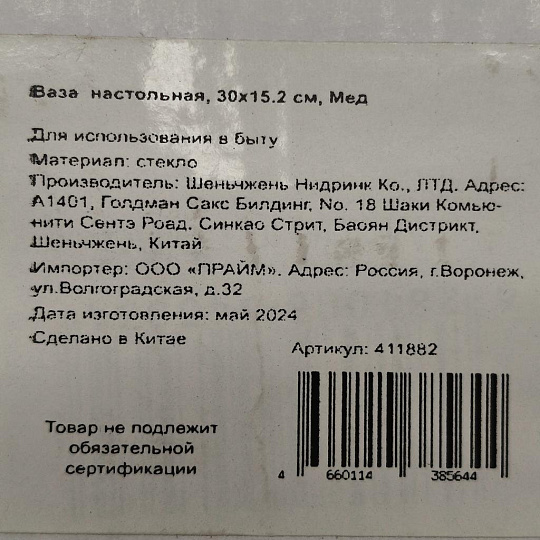 Ваза настольная, 30х15.2 см, Мед
Для использования в быту
Материал: стекло
Производитель: Шеньчжень Нидринк Ко., ЛТД. Адрес:
А1401, Голдман Сакс Билдинг, No. 18 Шаки Комью-
нити Сентэ Роад, Синкао Стрит, Баоян Дистрикт,
Шеньчжень, Китай
Импортер: ООО «ПРАЙМ». Адрес: Россия, г.Воронеж,
ул.Волгоградская, д.32
Дата изготовления: май 2024
Сделано в Китае
Артикул: 411882
Товар не подлежит
обязательной
сертификации
4 660114 385644